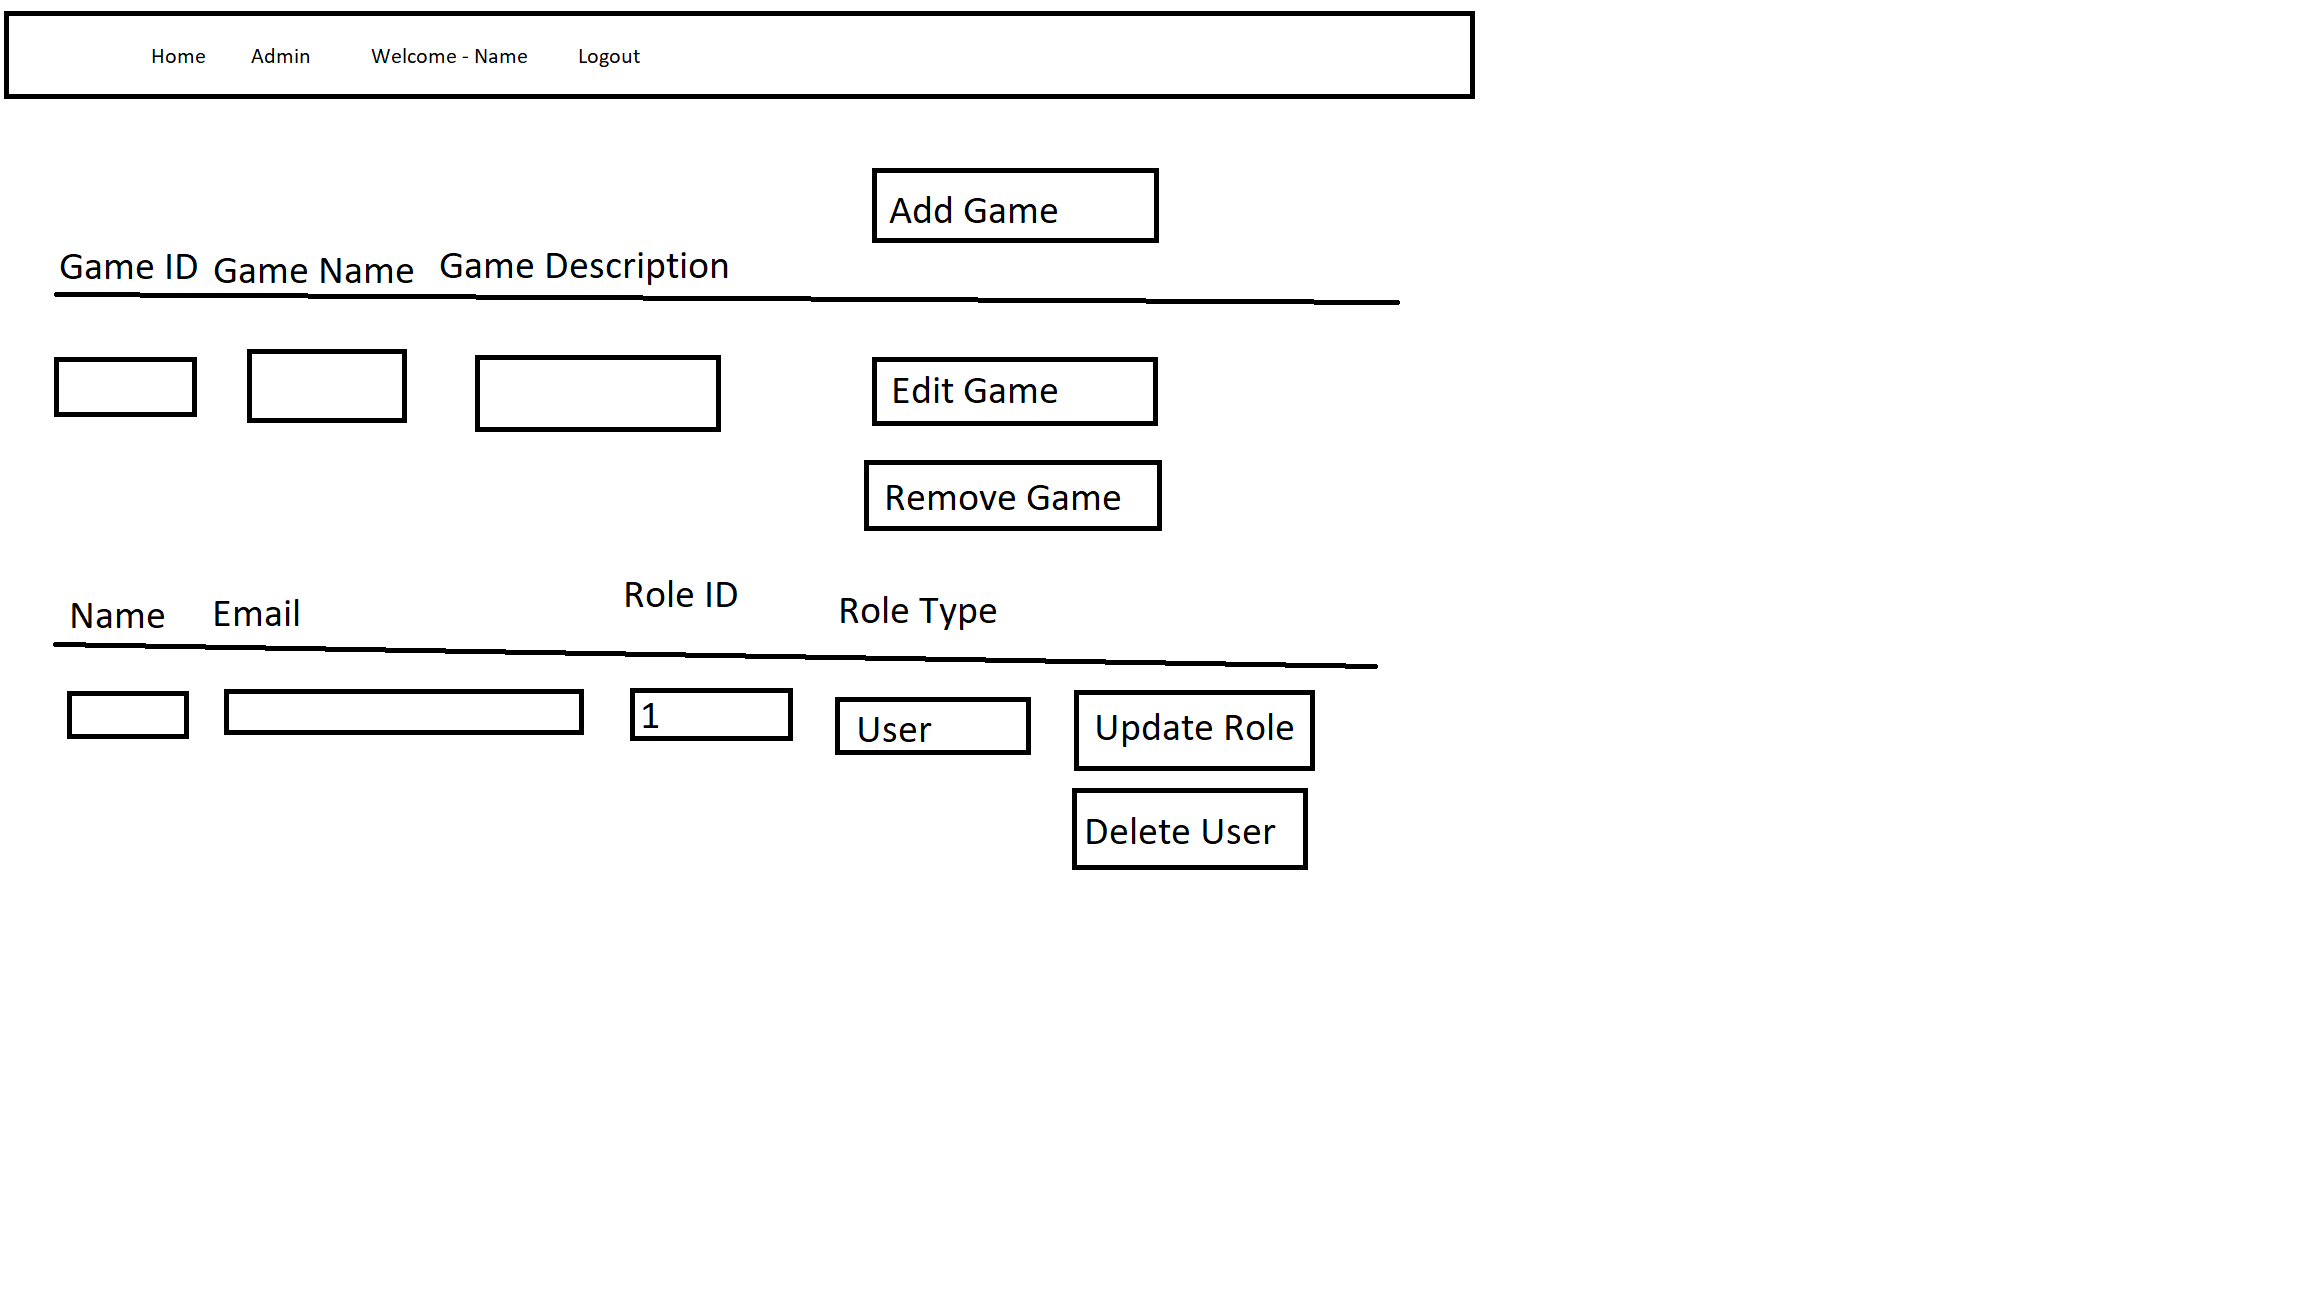 Home Admin Welcome - Name Logout
Add Game
Game ID Game Name Game Description
Edit Game
Remove Game
Name Email Role ID Role Type
1 User Update Role
Delete User